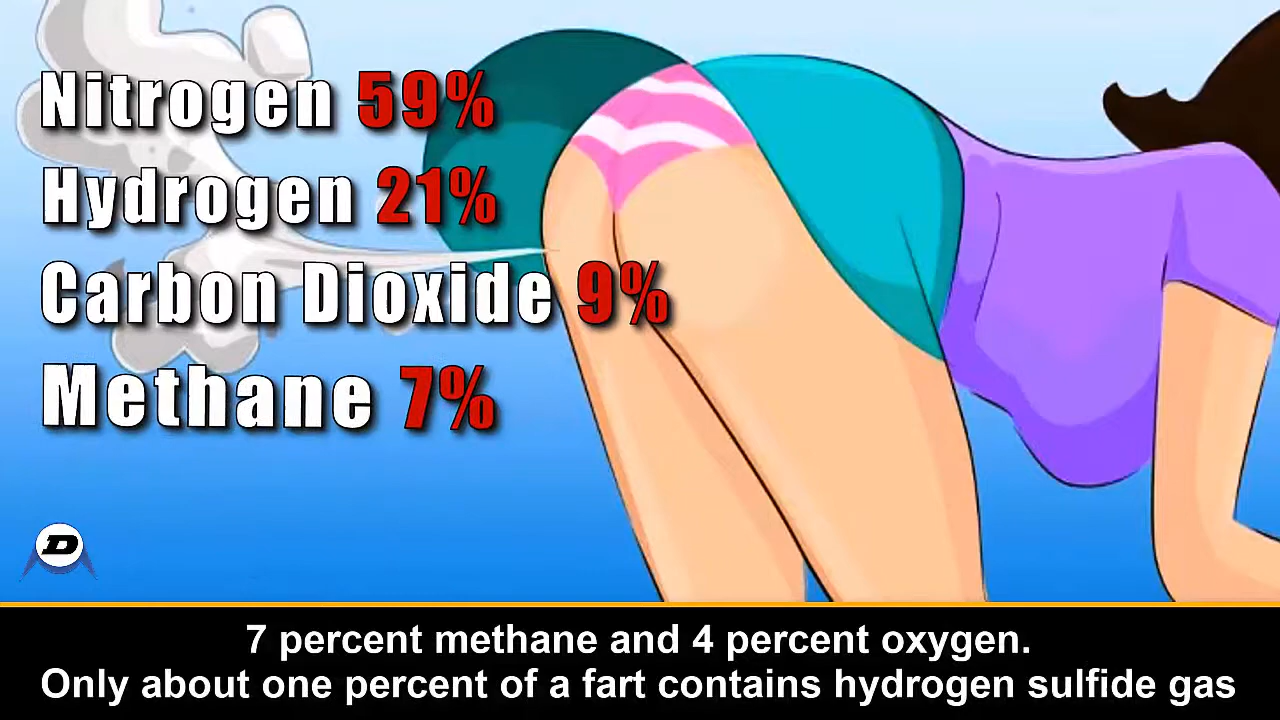 Nitrogen 59%
Hydrogen 21%
Carbon Dioxide 9%
Methane 7%
D
7 percent methane and 4 percent oxygen.
Only about one percent of a fart contains hydrogen sulfide gas